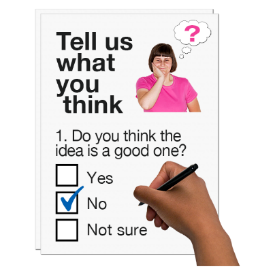 Tell us
what
you
think
?
1. Do you think the
idea is a good one?
Yes
No
Not sure